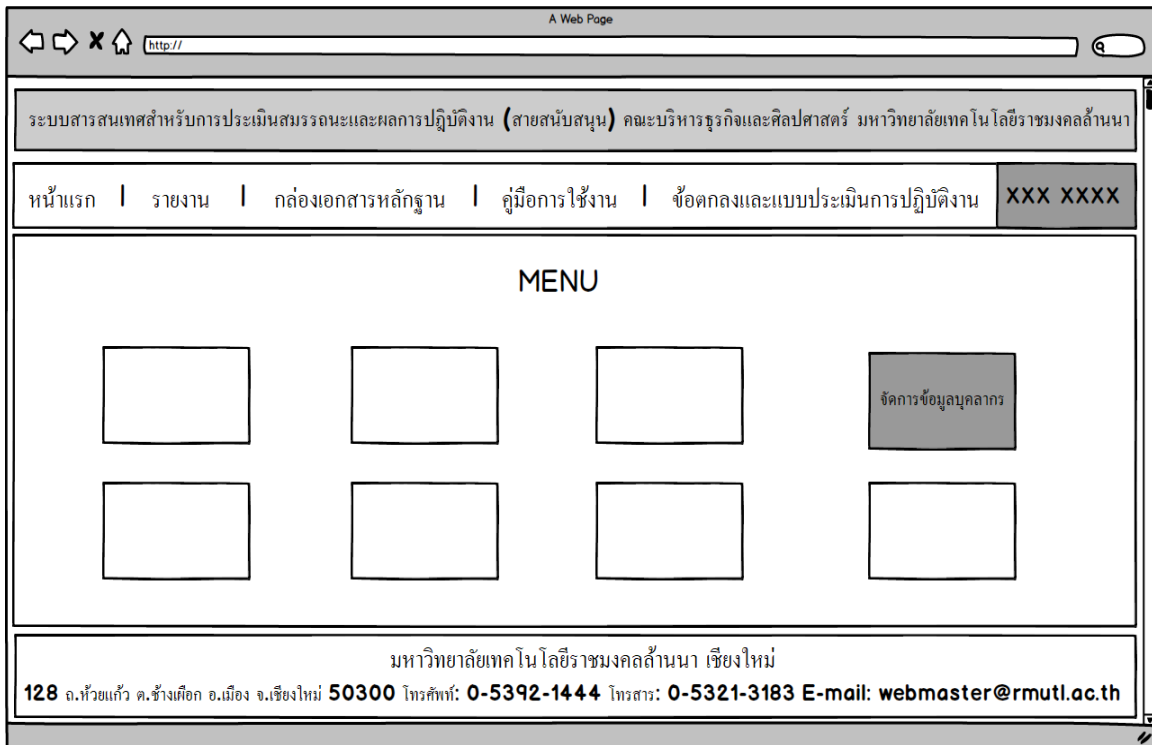 A Web Page
http://
ระบบสารสนเทศสำหรับการประเมินสมรรถนะและผลการปฎิบัติงาน (สายสนับสนุน) คณะบริหารธุรกิจและศิลปศาสตร์ มหาวิทยาลัยเทคโนโลยีราชมงคลล้านนา
หน้าแรก | รายงาน | กล่องเอกสารหลักฐาน | คู่มือการใช้งาน | ข้อตกลงและแบบประเมินการปฏิบัติงาน XXX XXXX
MENU
จัดการข้อมูลบุคลากร
มหาวิทยาลัยเทคโนโลยีราชมงคลล้านนา เชียงใหม่
128 ถ.ห้วยแก้ว ต.ช้างเผือก อ.เมือง จ.เชียงใหม่ 50300 โทรศัพท์: 0-5392-1444 โทรสาร: 0-5321-3183 E-mail: webmaster@rmutl.ac.th